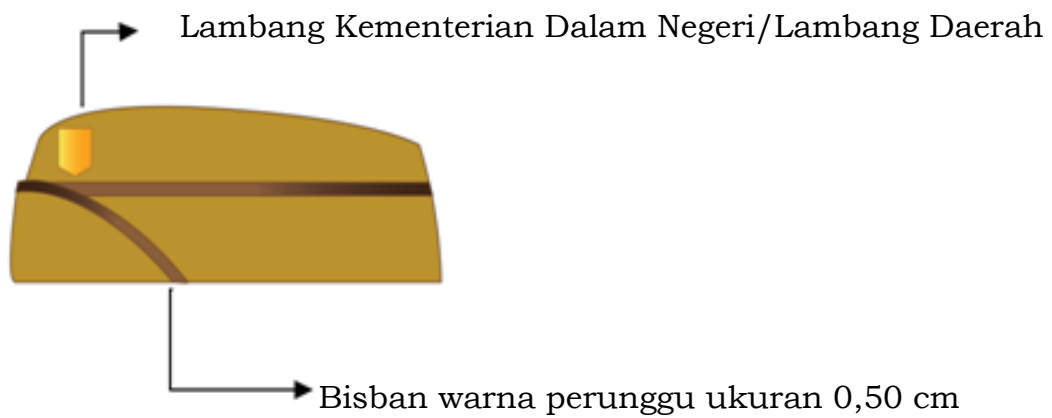 Lambang Kementerian Dalam Negeri/Lambang Daerah
Bisban warna perunggu ukuran 0,50 cm